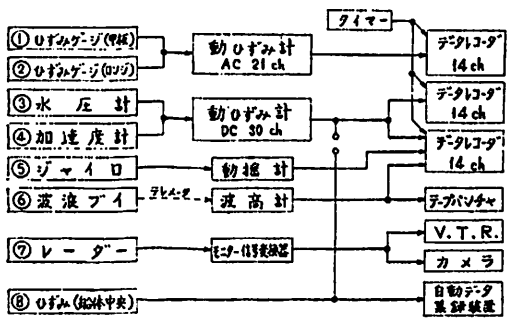 タイマー
① ひずみゲージ(甲板)
② ひずみゲージ(ロンジ)
動ひずみ計
AC 21 ch
データレコーダ
14 ch
③ 水圧計
④ 加速度計
動ひずみ計
DC 30 ch
データレコーダ
14 ch
データレコーダ
14 ch
⑤ ジャイロ
動揺計
⑥ 波浪ブイ
テレメータ
波高計
テープパンチャ
⑦ レーダー
モニター信号変換器
V.T.R.
カメラ
⑧ ひずみ(船体中央)
自動データ
集録装置